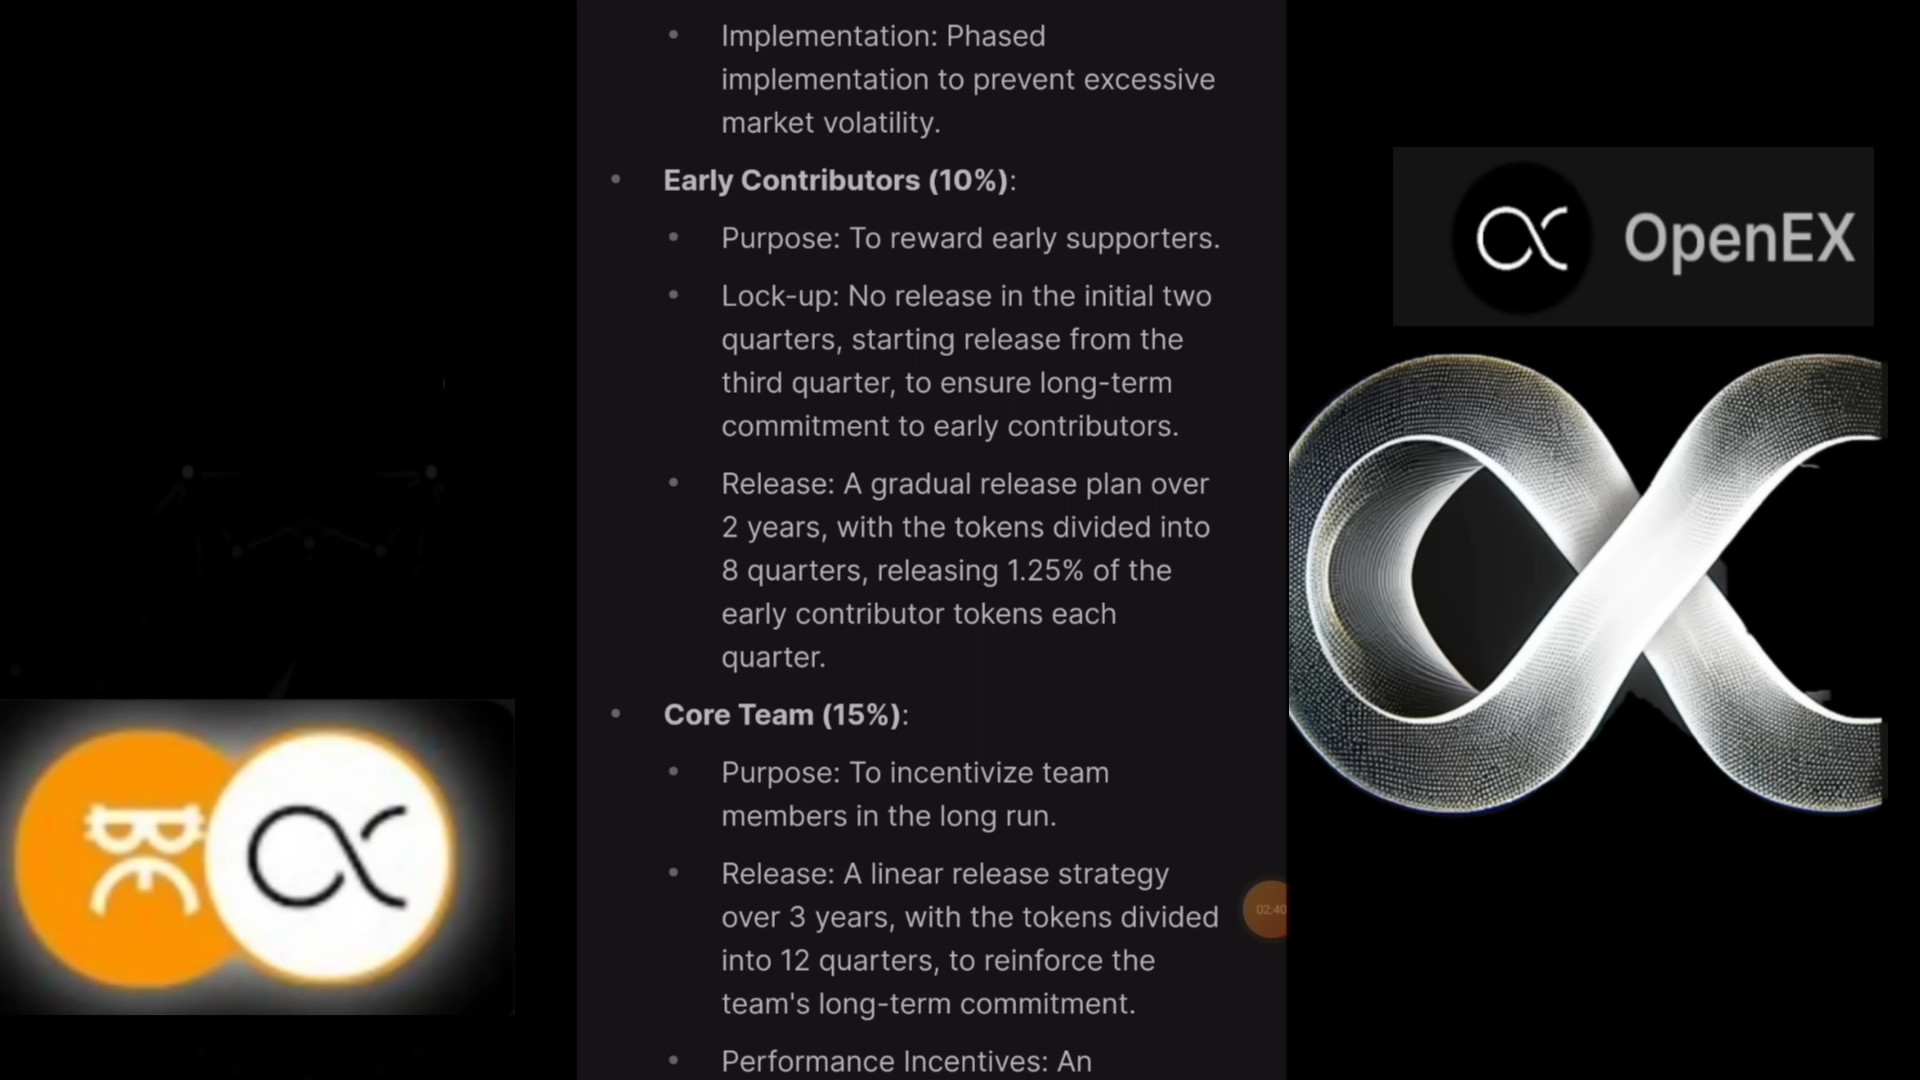 Implementation: Phased
implementation to prevent excessive
market volatility.
Early Contributors (10%):
Purpose: To reward early supporters.
Lock-up: No release in the initial two
quarters, starting release from the
third quarter, to ensure long-term
commitment to early contributors.
Release: A gradual release plan over
2 years, with the tokens divided into
8 quarters, releasing 1.25% of the
early contributor tokens each
quarter.
Core Team (15%):
Purpose: To incentivize team
members in the long run.
Release: A linear release strategy
over 3 years, with the tokens divided
into 12 quarters, to reinforce the
team's long-term commitment.
Performance Incentives: An
02:40
OpenEX